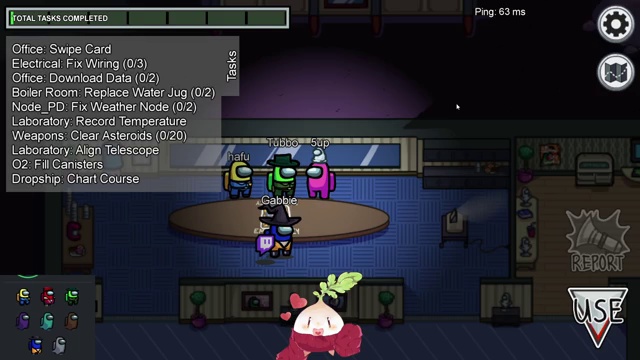 TOTAL TASKS COMPLETED
Ping: 63 ms
Office: Swipe Card
Electrical: Fix Wiring (0/3)
Office: Download Data (0/2)
Boiler Room: Replace Water Jug (0/2)
Node_PD: Fix Weather Node (0/2)
Laboratory: Record Temperature
Weapons: Clear Asteroids (0/20)
Laboratory: Align Telescope
O2: Fill Canisters
Dropship: Chart Course
Tasks
hafu
Tubbo
5up
Gabbie
REPORT
USE